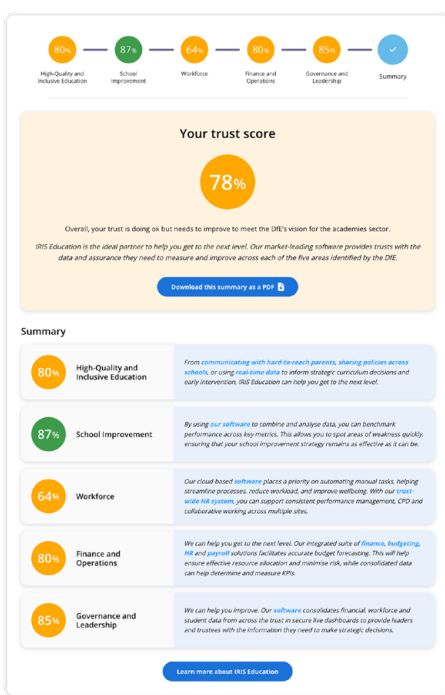 80%
87%
64%
80%
85%
High-Quality and
Inclusive Education
School
Improvement
Workforce
Finance and
Operations
Governance and
Leadership
Summary
Your trust score
78%
Overall, your trust is doing ok but needs to improve to meet the DfE's vision for the academies sector.
IRIS Education is the ideal partner to help you get to the next level. Our market-leading software provides trusts with the
data and assurance they need to measure and improve across each of the five areas identified by the DfE.
Download this summary as a PDF
Summary
80%
High-Quality and
Inclusive Education
From communicating with hard-to-reach parents, sharing policies across
schools, or using real-time data to inform strategic curriculum decisions and
early intervention, IRIS Education can help you get to the next level.
87%
School Improvement
By using our software to combine and analyse data, you can benchmark
performance across key metrics. This allows you to spot areas of weakness quickly,
ensuring that your school improvement strategy remains as effective as it can be.
64%
Workforce
Our cloud-based software places a priority on automating manual tasks, helping
streamline processes, reduce workload, and improve wellbeing. With our trust-
wide HR system, you can support consistent performance management, CPD and
collaborative working across multiple sites.
80%
Finance and
Operations
We can help you get to the next level. Our integrated suite of finance, budgeting,
HR and payroll solutions facilitates accurate budget forecasting. This will help
ensure effective resource allocation and minimise risk, while consolidated data
can help determine and measure KPIs.
85%
Governance and
Leadership
We can help you improve. Our software consolidates financial, workforce and
student data from across the trust in secure live dashboards to provide leaders
and trustees with the information they need to make strategic decisions.
Learn more about IRIS Education